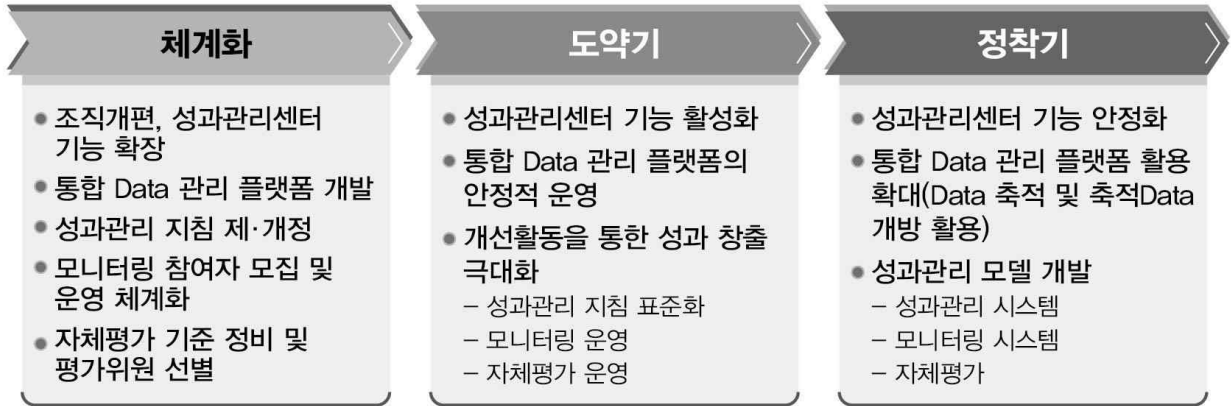 체계화
조직개편, 성과관리센터
기능 확장
통합 Data 관리 플랫폼 개발
성과관리 지침 제·개정
모니터링 참여자 모집 및
운영 체계화
자체평가 기준 정비 및
평가위원 선별
도약기
성과관리센터 기능 활성화
통합 Data 관리 플랫폼의
안정적 운영
개선활동을 통한 성과 창출
극대화
– 성과관리 지침 표준화
– 모니터링 운영
– 자체평가 운영
정착기
성과관리센터 기능 안정화
통합 Data 관리 플랫폼 활용
확대(Data 축적 및 축적Data
개방 활용)
성과관리 모델 개발
– 성과관리 시스템
– 모니터링 시스템
– 자체평가